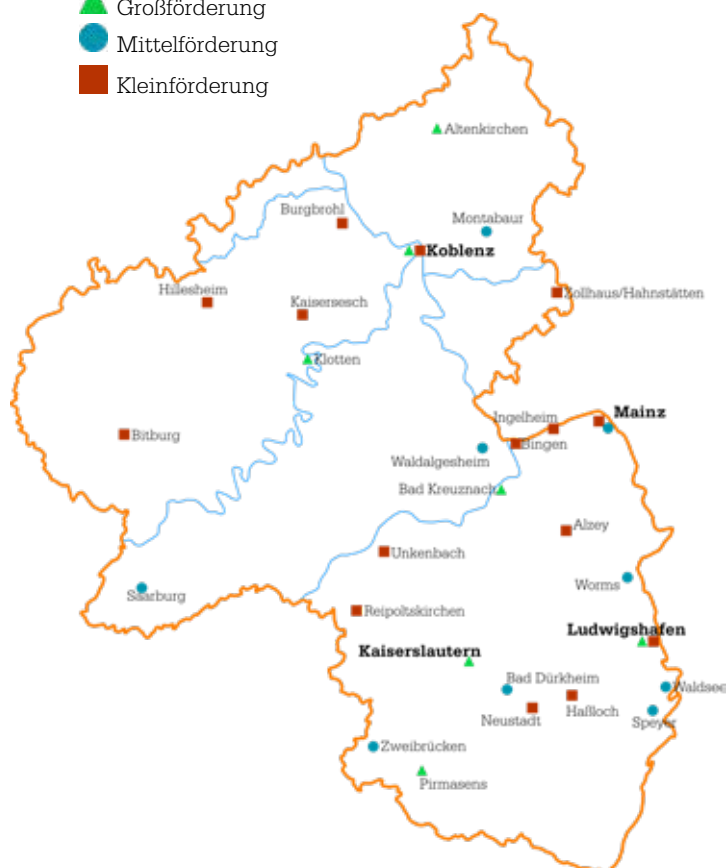 Großförderung
Mittelförderung
Kleinförderung
Altenkirchen
Burgbrohl
Montabaur
Koblenz
Hillesheim
Kaisersesch
Zollhaus/Hahnstätten
Klotten
Ingelheim
Mainz
Bitburg
Bingen
Waldalgesheim
Bad Kreuznach
Alzey
Unkenbach
Worms
Saarburg
Reipoltskirchen
Ludwigshafen
Kaiserslautern
Bad Dürkheim
Waldsee
Neustadt
Haßloch
Speyer
Zweibrücken
Pirmasens